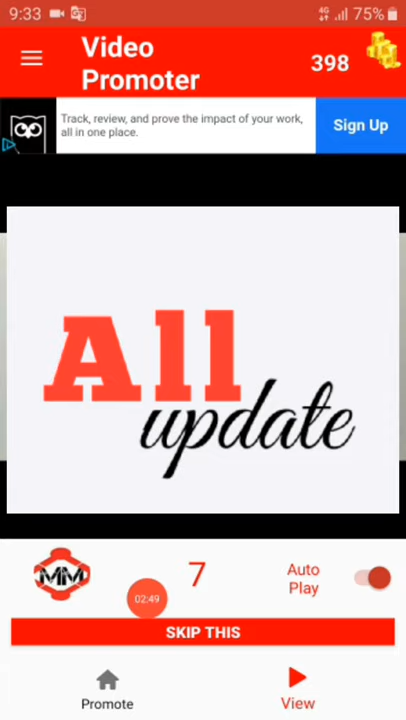 9:33
4G
75%
Video
Promoter
398
Track, review, and prove the impact of your work,
all in one place.
Sign Up
All
update
MM
7
Auto
Play
02:49
SKIP THIS
Promote
View